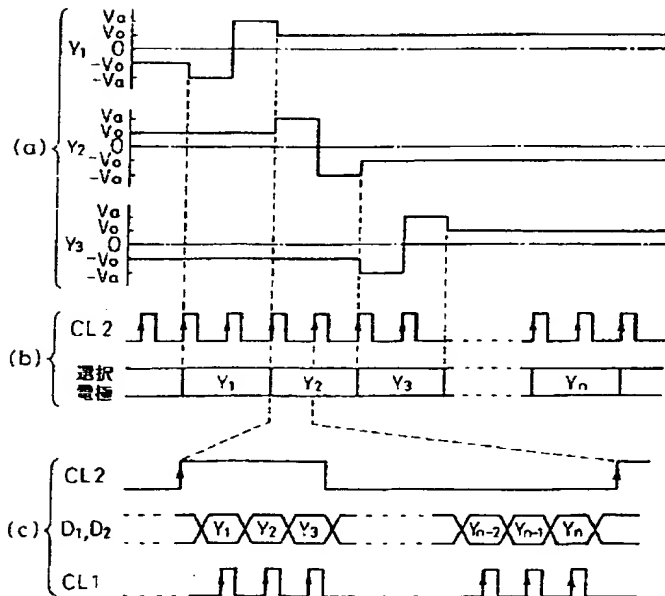 (a)
Y1
Va
Vo
0
-Vo
-Va
Y2
Va
Vo
0
-Vo
-Va
Y3
Va
Vo
0
-Vo
-Va
(b)
CL2
選択
電極
Y1 Y2 Y3 Yn
(c)
CL2
D1,D2 Y1 Y2 Y3 Yn-2 Yn-1 Yn
CL1